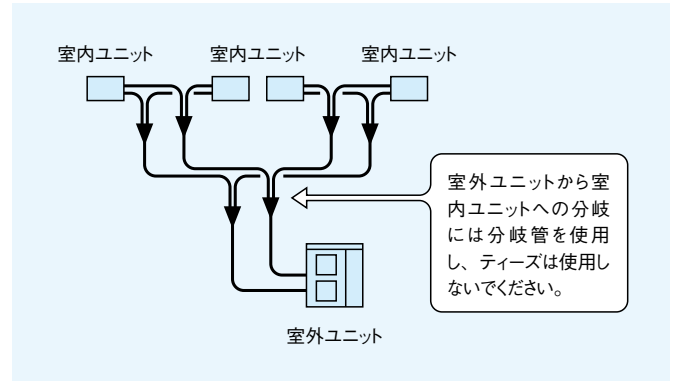 室内ユニット 室内ユニット 室内ユニット
室外ユニットから室
内ユニットへの分岐
には分岐管を使用
し、ティーズは使用し
ないでください。
室外ユニット